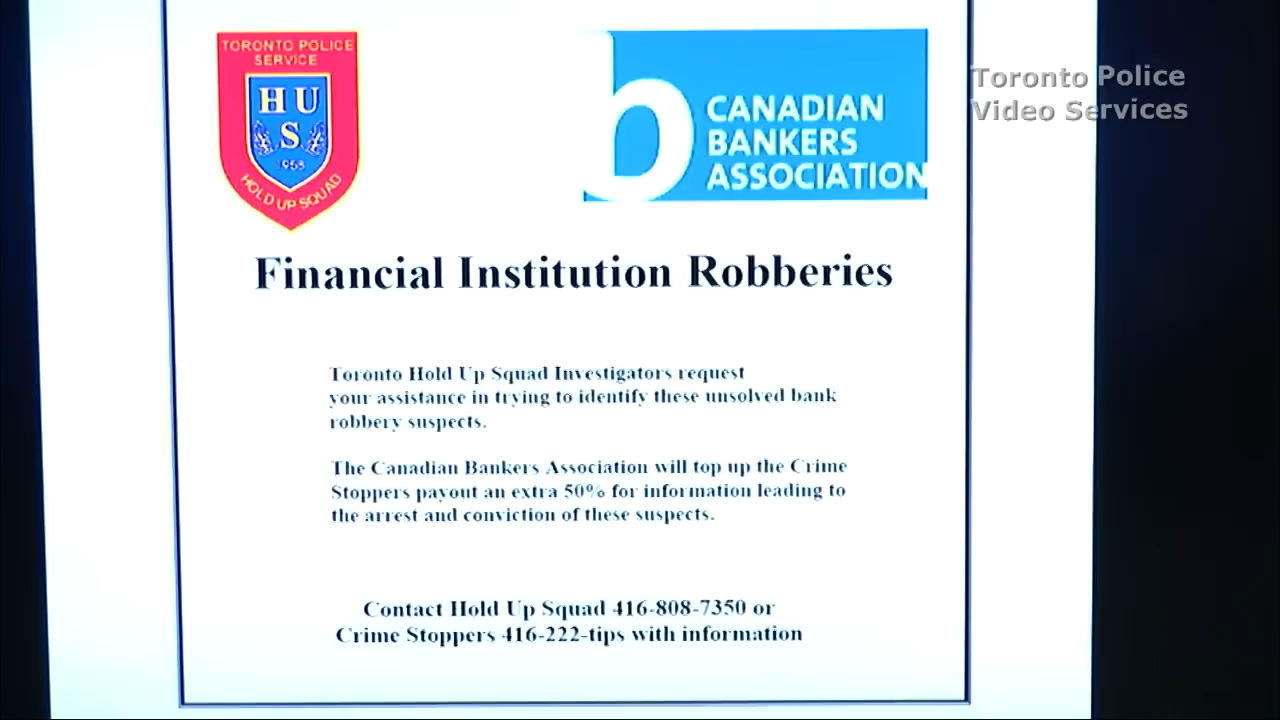 TORONTO POLICE
SERVICE
H U
S
HOLD UP SQUAD
CANADIAN
BANKERS
ASSOCIATION
Toronto Police
Video Services
Financial Institution Robberies
Toronto Hold Up Squad Investigators request
your assistance in trying to identify these unsolved bank
robbery suspects.
The Canadian Bankers Association will top up the Crime
Stoppers payout an extra 50% for information leading to
the arrest and conviction of these suspects.
Contact Hold Up Squad 416-808-7350 or
Crime Stoppers 416-222-tips with information